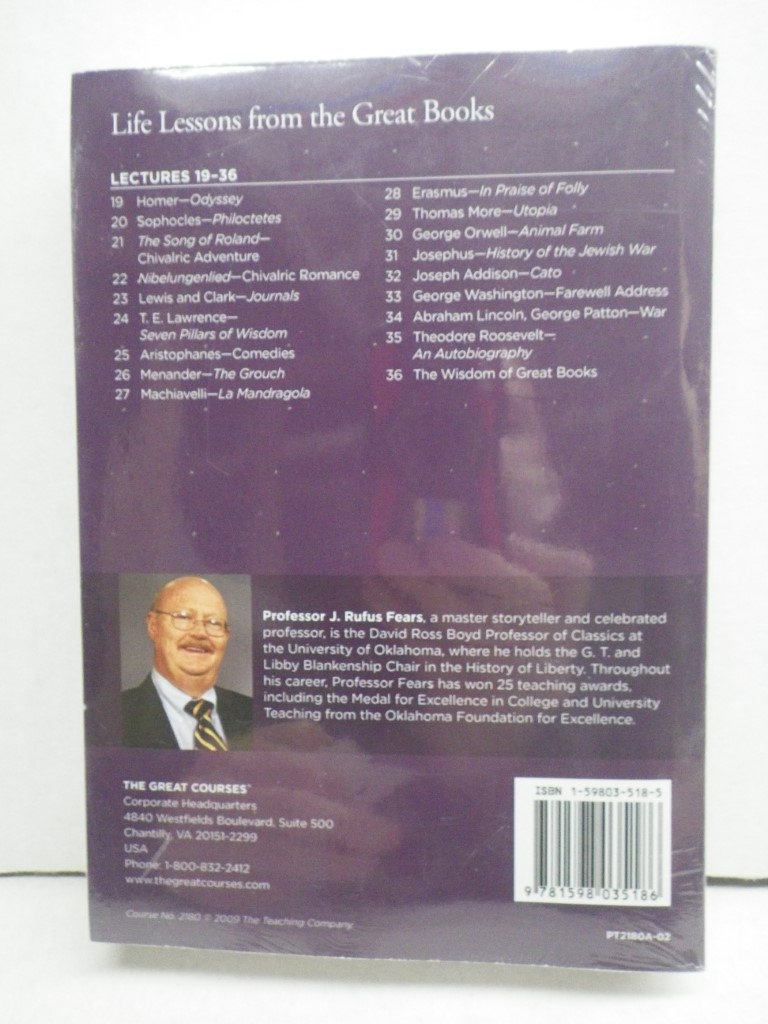 Life Lessons from the Great Books
LECTURES 19–36
19 Homer—Odyssey
20 Sophocles—Philoctetes
21 The Song of Roland—
Chivalric Adventure
22 Nibelungenlied—Chivalric Romance
23 Lewis and Clark—Journals
24 T. E. Lawrence—
Seven Pillars of Wisdom
25 Aristophanes—Comedies
26 Menander—The Grouch
27 Machiavelli—La Mandragola
28 Erasmus—In Praise of Folly
29 Thomas More—Utopia
30 George Orwell—Animal Farm
31 Josephus—History of the Jewish War
32 Joseph Addison—Cato
33 George Washington—Farewell Address
34 Abraham Lincoln, George Patton—War
35 Theodore Roosevelt—
An Autobiography
36 The Wisdom of Great Books
Professor J. Rufus Fears, a master storyteller and celebrated
professor, is the David Ross Boyd Professor of Classics at
the University of Oklahoma, where he holds the G. T. and
Libby Blankenship Chair in the History of Liberty. Throughout
his career, Professor Fears has won 25 teaching awards,
including the Medal for Excellence in College and University
Teaching from the Oklahoma Foundation for Excellence.
THE GREAT COURSES®
Corporate Headquarters
4840 Westfields Boulevard, Suite 500
Chantilly, VA 20151-2299
USA
Phone: 1-800-832-2412
www.thegreatcourses.com
Course No. 2180 © 2009 The Teaching Company.
ISBN 1-59803-518-5
9 781598 035186
PT2180A-02